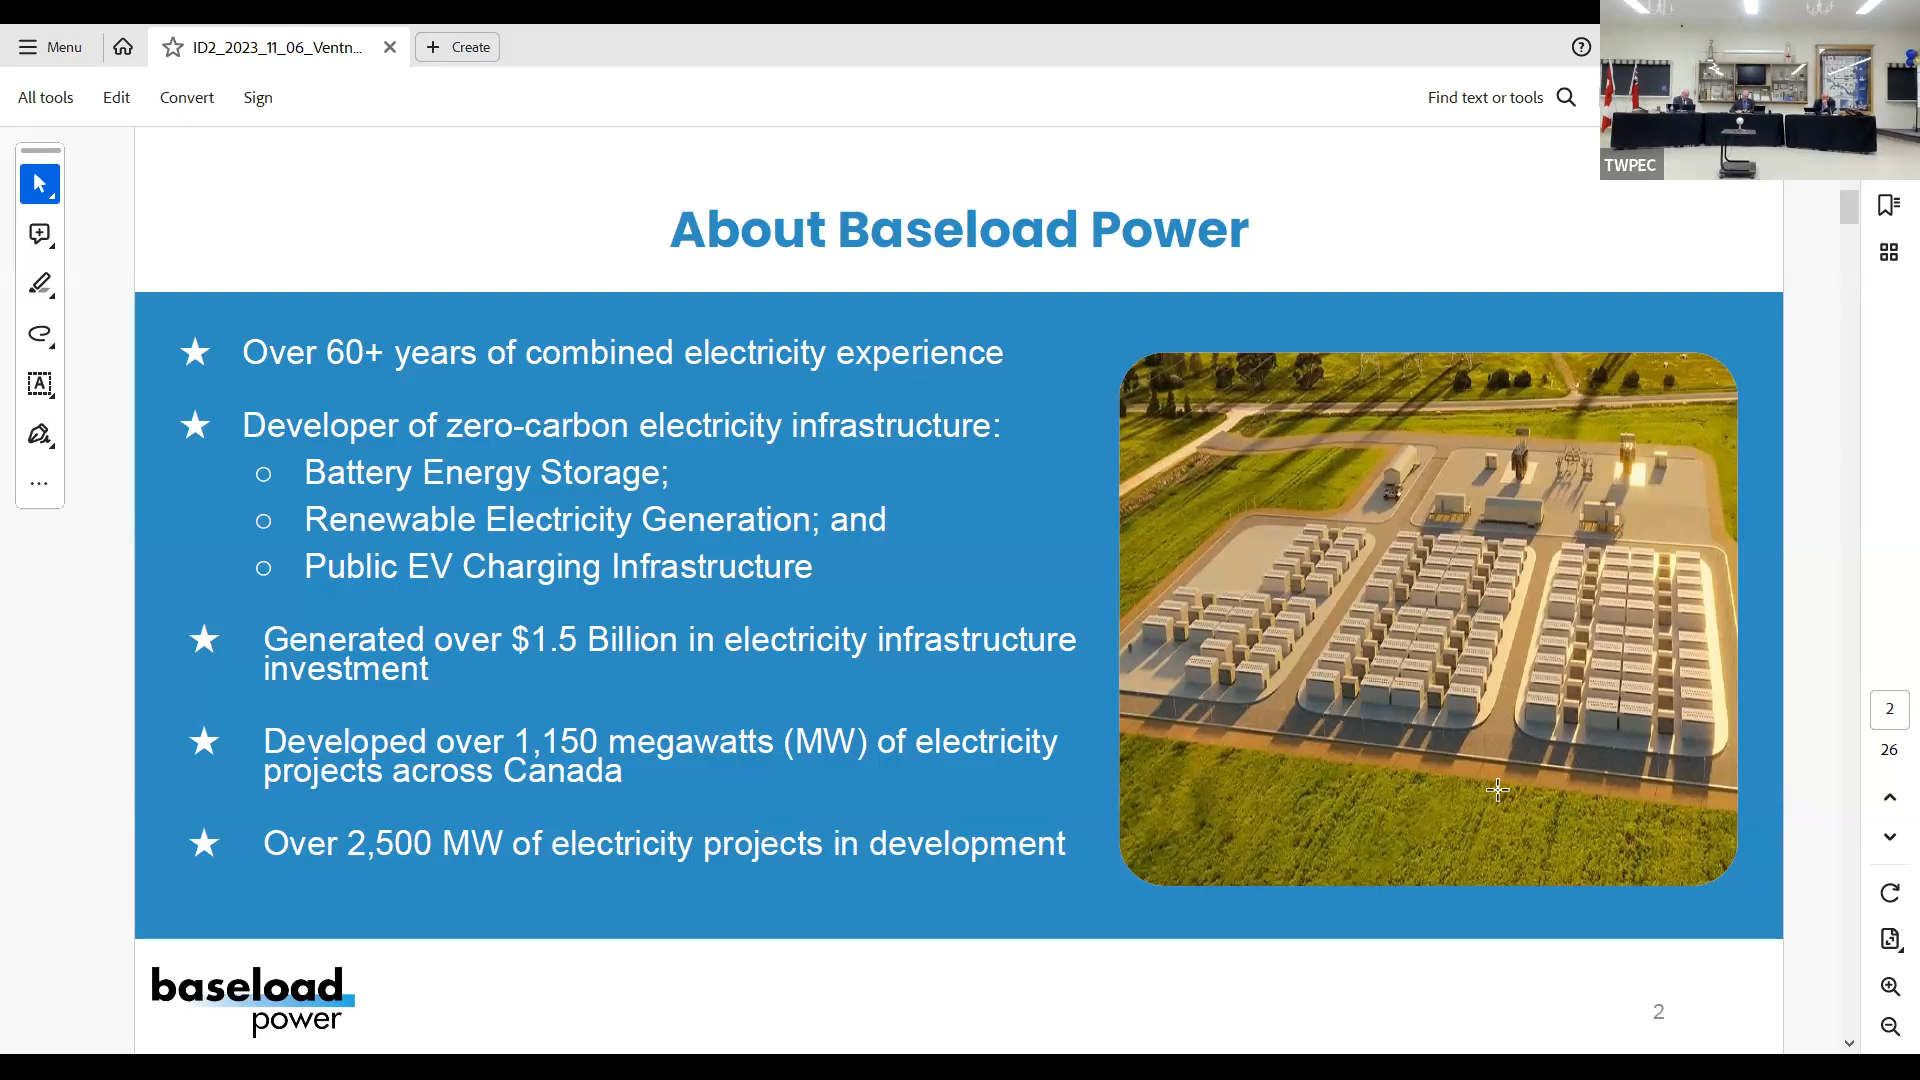 Menu
ID2_2023_11_06_Ventn...
Create
All tools
Edit
Convert
Sign
Find text or tools
TWPEC
About Baseload Power
★ Over 60+ years of combined electricity experience
★ Developer of zero-carbon electricity infrastructure:
○ Battery Energy Storage;
○ Renewable Electricity Generation; and
○ Public EV Charging Infrastructure
★ Generated over $1.5 Billion in electricity infrastructure
investment
★ Developed over 1,150 megawatts (MW) of electricity
projects across Canada
★ Over 2,500 MW of electricity projects in development
baseload
power
2
2
26